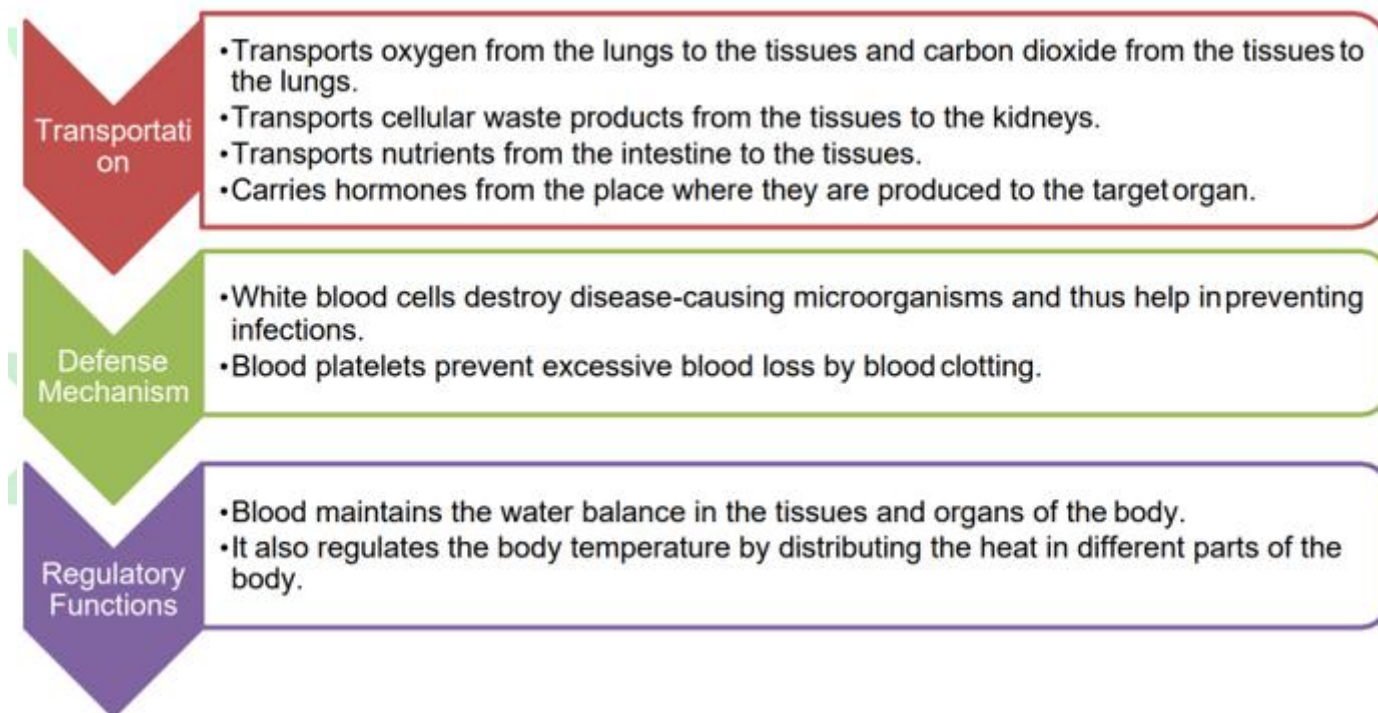 Transportati
on
•Transports oxygen from the lungs to the tissues and carbon dioxide from the tissues to
the lungs.
•Transports cellular waste products from the tissues to the kidneys.
•Transports nutrients from the intestine to the tissues.
•Carries hormones from the place where they are produced to the target organ.
Defense
Mechanism
•White blood cells destroy disease-causing microorganisms and thus help in preventing
infections.
•Blood platelets prevent excessive blood loss by blood clotting.
Regulatory
Functions
•Blood maintains the water balance in the tissues and organs of the body.
•It also regulates the body temperature by distributing the heat in different parts of the
body.